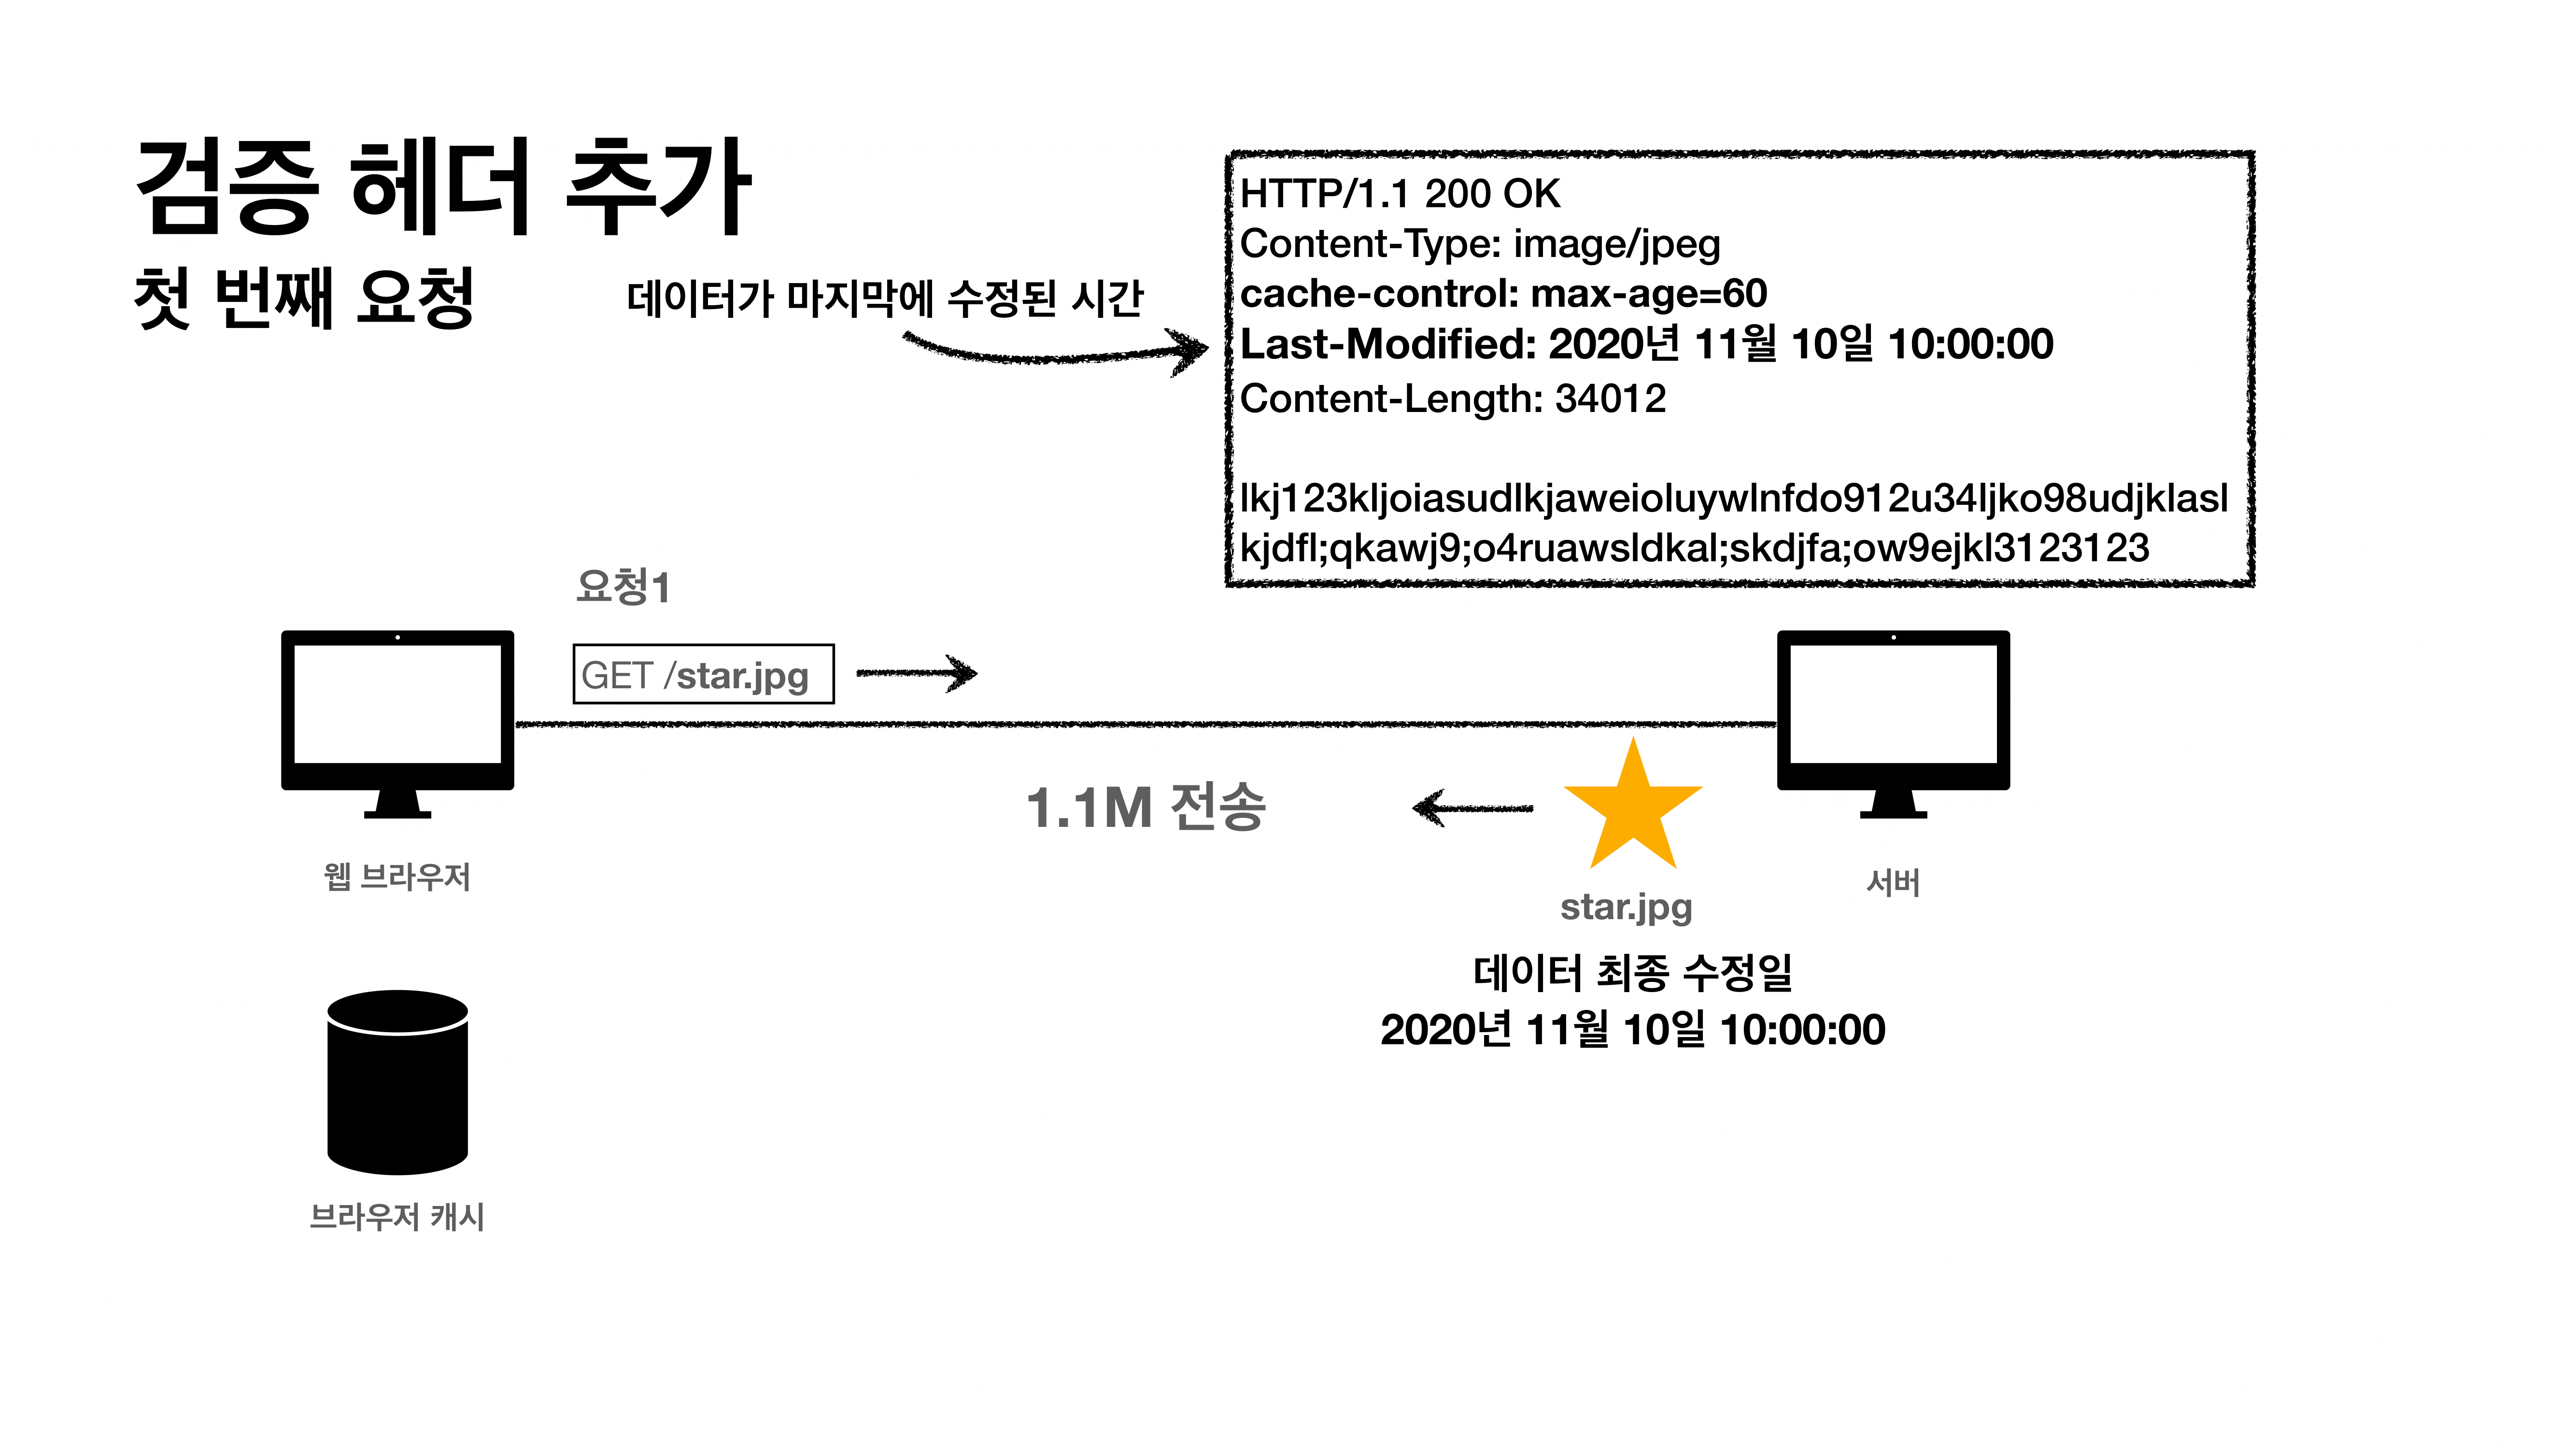 검증 헤더 추가
첫 번째 요청
데이터가 마지막에 수정된 시간
HTTP/1.1 200 OK
Content-Type: image/jpeg
cache-control: max-age=60
Last-Modified: 2020년 11월 10일 10:00:00
Content-Length: 34012
lkj123kljoiasudlkjaweioluywlnfdo912u34ljko98udjklasl
kjdfl;qkawj9;o4ruawsldkal;skdjfa;ow9ejkl3123123
요청1
GET /star.jpg
1.1M 전송
웹 브라우저
서버
star.jpg
데이터 최종 수정일
2020년 11월 10일 10:00:00
브라우저 캐시